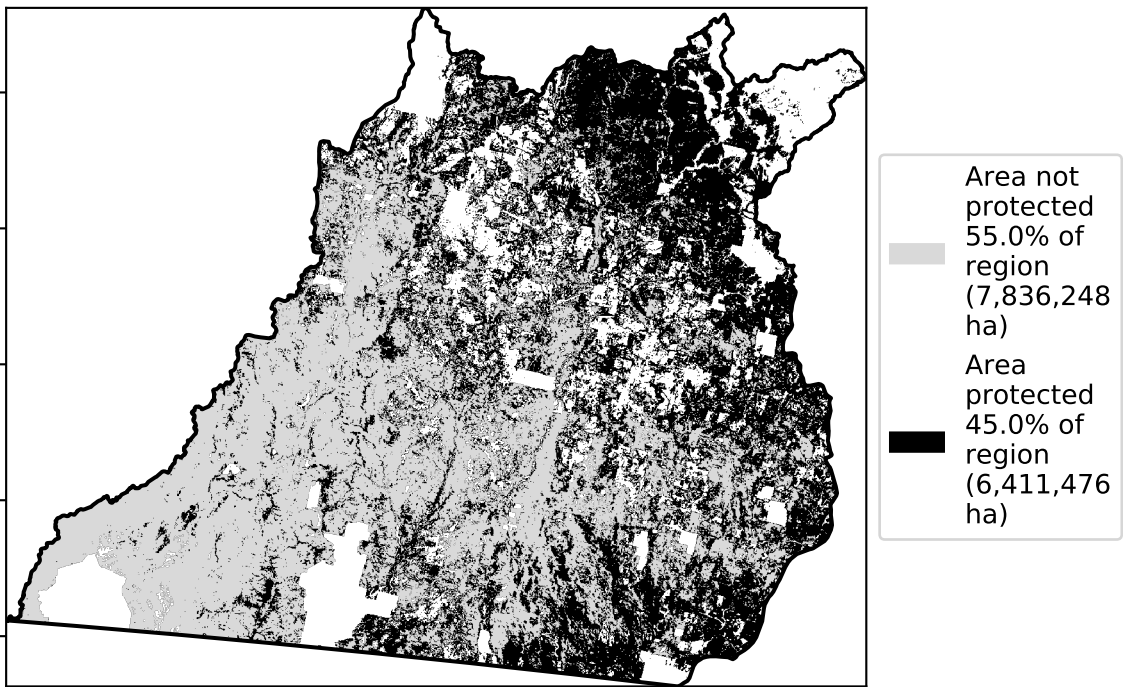 Area not
protected
55.0% of
region
(7,836,248
ha)
Area
protected
45.0% of
region
(6,411,476
ha)